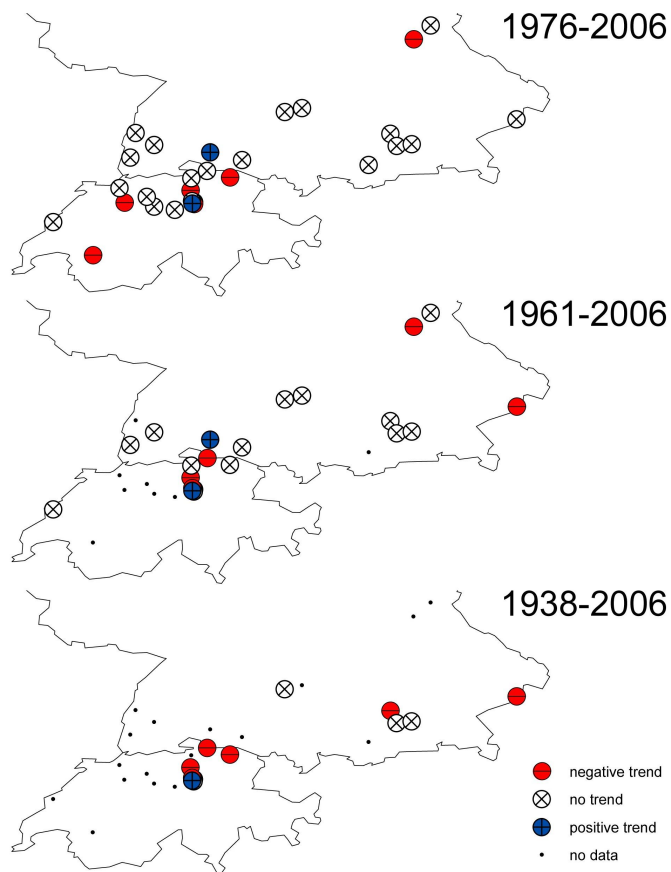 1976-2006
1961-2006
1938-2006
negative trend
no trend
positive trend
no data